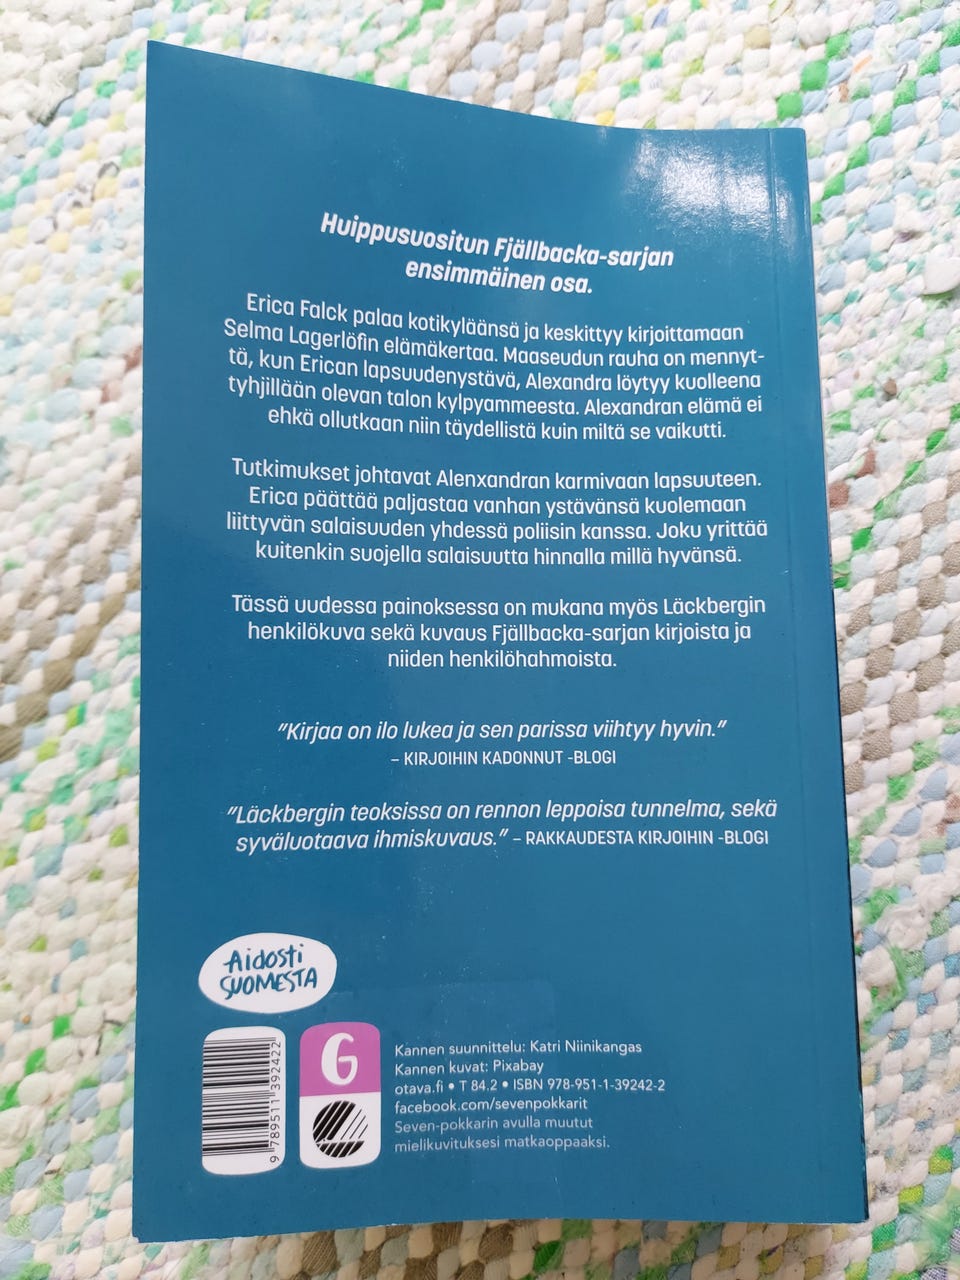 Huippusuositun Fjällbacka-sarjan
ensimmäinen osa.
Erica Falck palaa kotikyläänsä ja keskittyy kirjoittamaan
Selma Lagerlöfin elämäkertaa. Maaseudun rauha on mennyt-
tä, kun Erican lapsuudenystävä, Alexandra löytyy kuolleena
tyhjillään olevan talon kylpyammeesta. Alexandran elämä ei
ehkä ollutkaan niin täydellistä kuin miltä se vaikutti.
Tutkimukset johtavat Alenxandran karmivaan lapsuuteen.
Erica päättää paljastaa vanhan ystävänsä kuolemaan
liittyvän salaisuuden yhdessä poliisin kanssa. Joku yrittää
kuitenkin suojella salaisuutta hinnalla millä hyvänsä.
Tässä uudessa painoksessa on mukana myös Läckbergin
henkilökuva sekä kuvaus Fjällbacka-sarjan kirjoista ja
niiden henkilöhahmoista.
"Kirjaa on ilo lukea ja sen parissa viihtyy hyvin."
– KIRJOIHIN KADONNUT -BLOGI
"Läckbergin teoksissa on rennon leppoisa tunnelma, sekä
syväluotaava ihmiskuvaus." – RAKKAUDESTA KIRJOIHIN -BLOGI
Aidosti
SUOMESTA
9 789511 392422
G
Kannen suunnittelu: Katri Niinikangas
Kannen kuvat: Pixabay
otava.fi • T 84.2 • ISBN 978-951-1-39242-2
facebook.com/sevenpokkarit
Seven-pokkarin avulla muutut
mielikuvituksesi matkaoppaaksi.